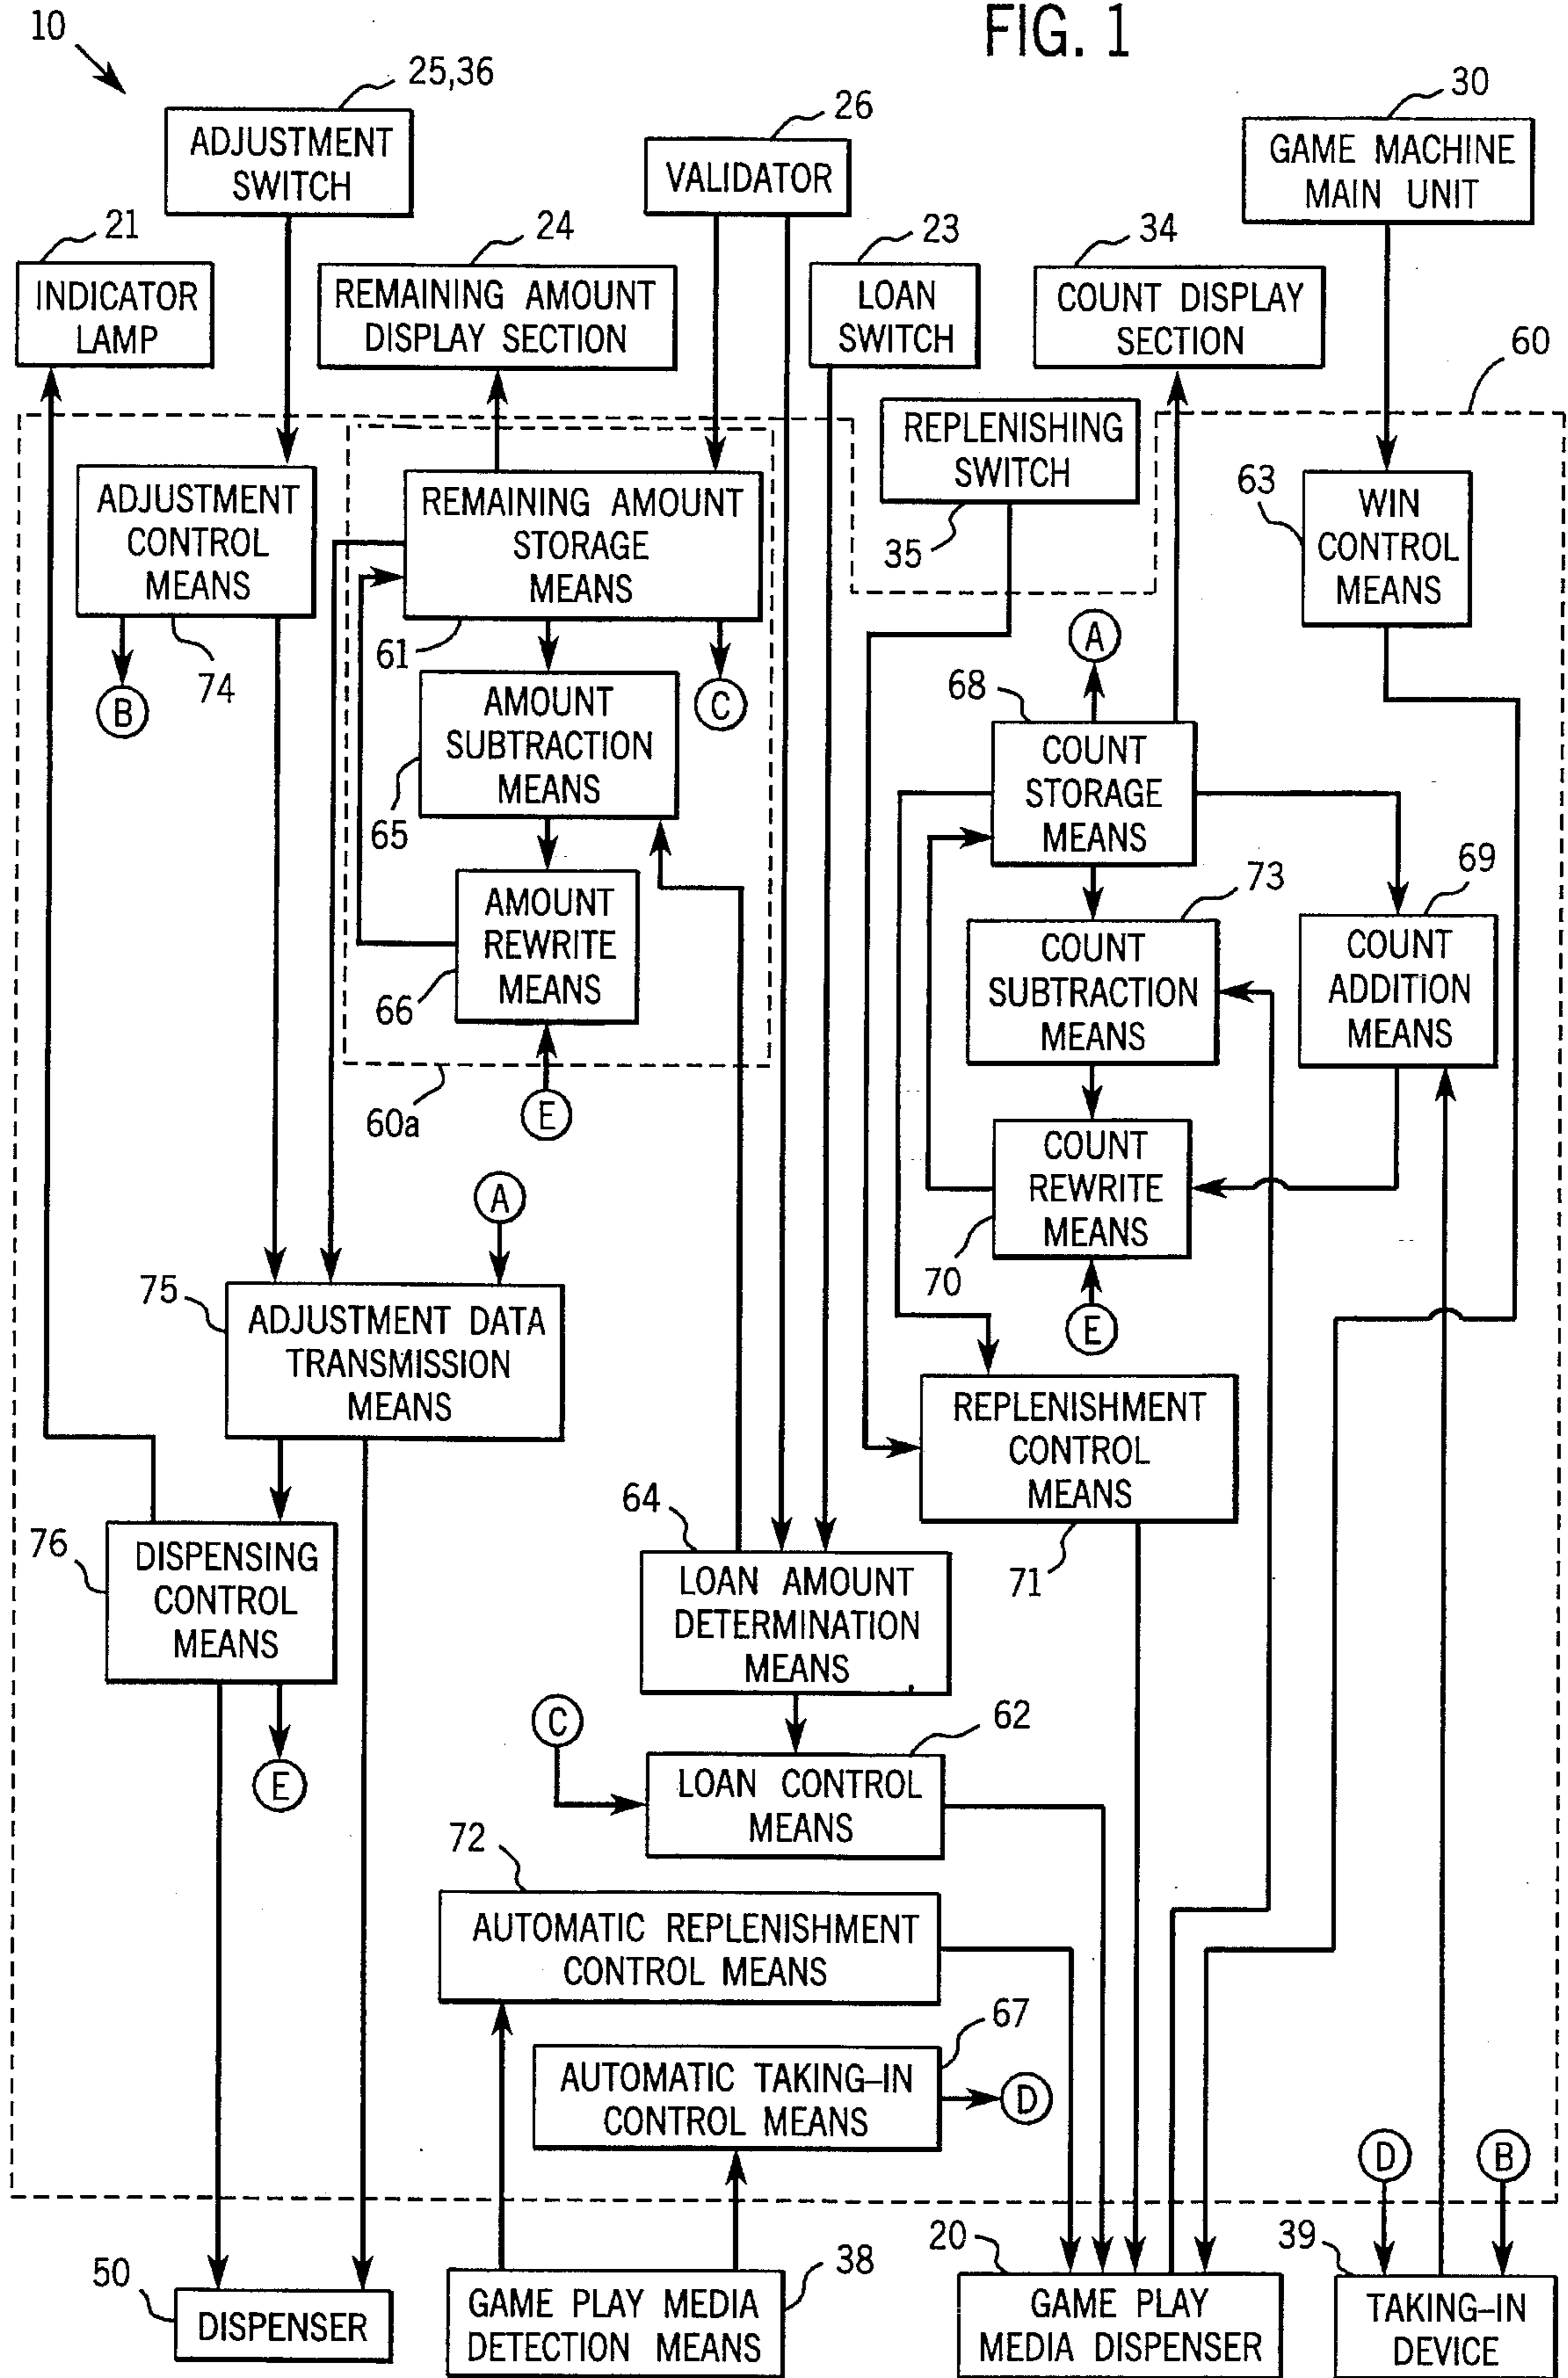 FIG. 1
10
25,36
ADJUSTMENT
SWITCH
26
VALIDATOR
30
GAME MACHINE
MAIN UNIT
21
INDICATOR
LAMP
24
REMAINING AMOUNT
DISPLAY SECTION
23
LOAN
SWITCH
34
COUNT DISPLAY
SECTION
60
REPLENISHING
SWITCH
35
ADJUSTMENT
CONTROL
MEANS
74
B
REMAINING AMOUNT
STORAGE
MEANS
61
C
63
WIN
CONTROL
MEANS
A
68
COUNT
STORAGE
MEANS
AMOUNT
SUBTRACTION
MEANS
65
AMOUNT
REWRITE
MEANS
66
E
60a
73
COUNT
SUBTRACTION
MEANS
69
COUNT
ADDITION
MEANS
COUNT
REWRITE
MEANS
70
E
A
75
ADJUSTMENT DATA
TRANSMISSION
MEANS
REPLENISHMENT
CONTROL
MEANS
71
76
DISPENSING
CONTROL
MEANS
E
64
LOAN AMOUNT
DETERMINATION
MEANS
C
62
LOAN CONTROL
MEANS
72
AUTOMATIC REPLENISHMENT
CONTROL MEANS
67
AUTOMATIC TAKING-IN
CONTROL MEANS
D
D
B
50
DISPENSER
38
GAME PLAY MEDIA
DETECTION MEANS
20
GAME PLAY
MEDIA DISPENSER
39
TAKING-IN
DEVICE